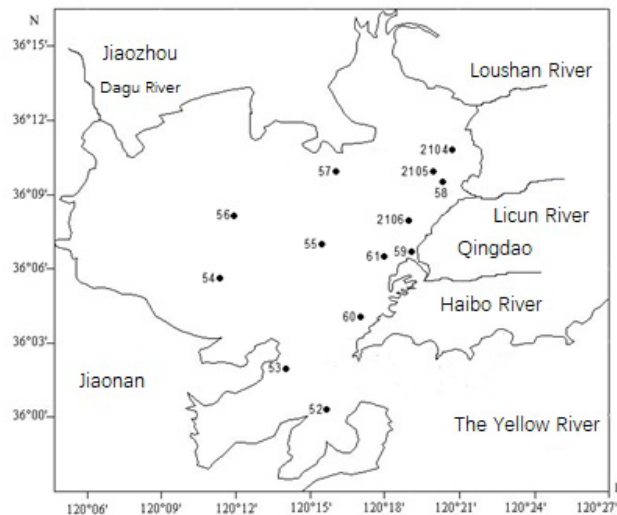 N
36°15'
Jiaozhou
Dagu River
Loushan River
36°12'
2104
57
2105
58
36°09'
56
2106
Licun River
55
61
59
Qingdao
36°06'
54
Haibo River
60
36°03'
53
Jiaonan
36°00'
52
The Yellow River
120°06' 120°09' 120°12' 120°15' 120°18' 120°21' 120°24' 120°27'